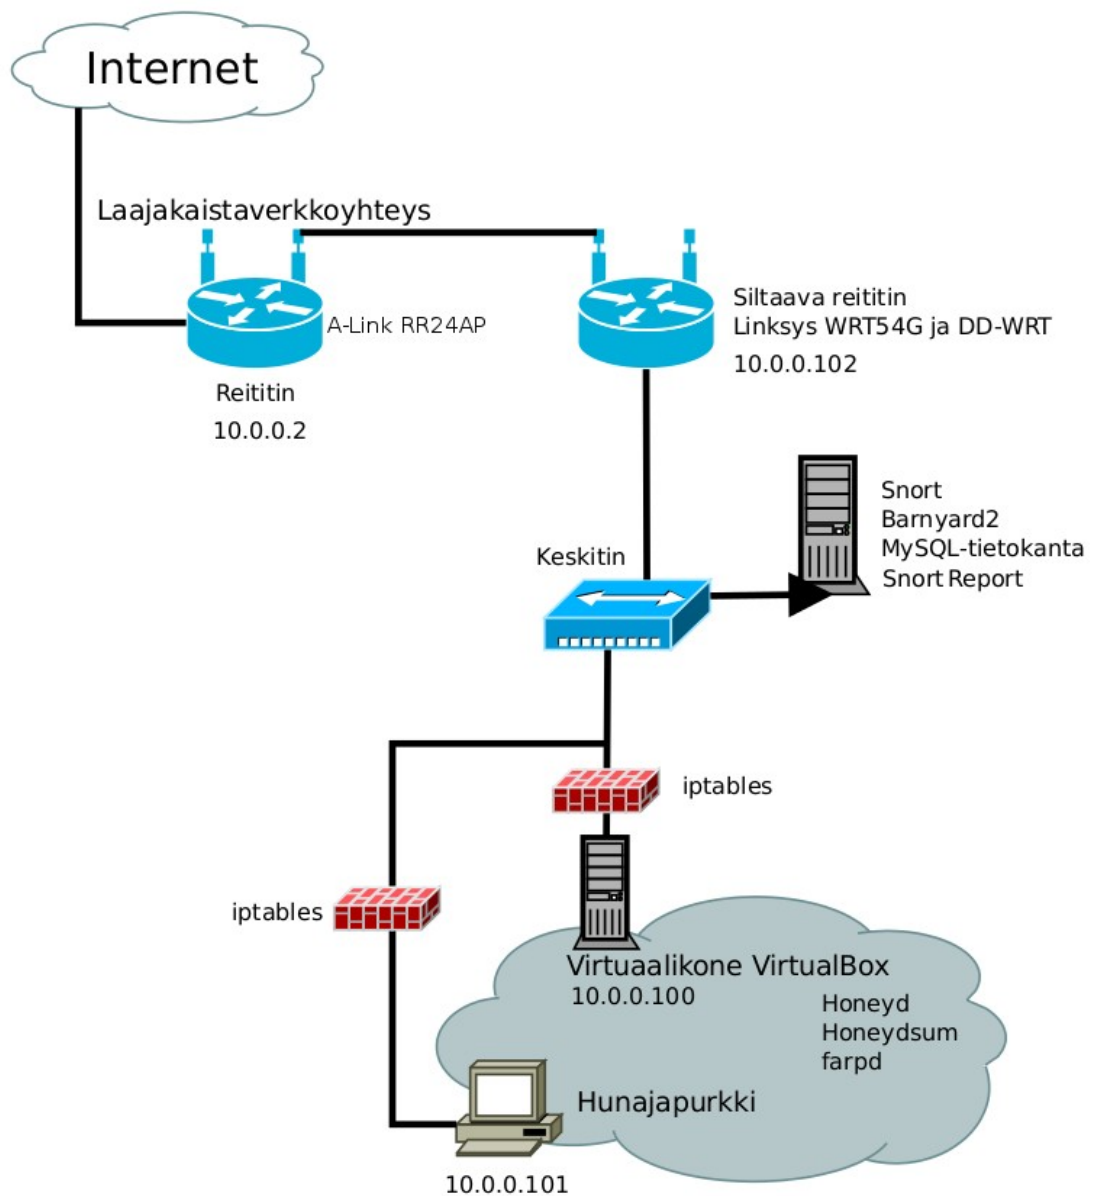 Internet
Laajakaistaverkkoyhteys
A-Link RR24AP
Reititin
10.0.0.2
Siltaava reititin
Linksys WRT54G ja DD-WRT
10.0.0.102
Snort
Barnyard2
MySQL-tietokanta
Snort Report
Keskitin
iptables
iptables
Virtuaalikone VirtualBox
10.0.0.100
Honeyd
Honeydsum
farpd
Hunajapurkki
10.0.0.101